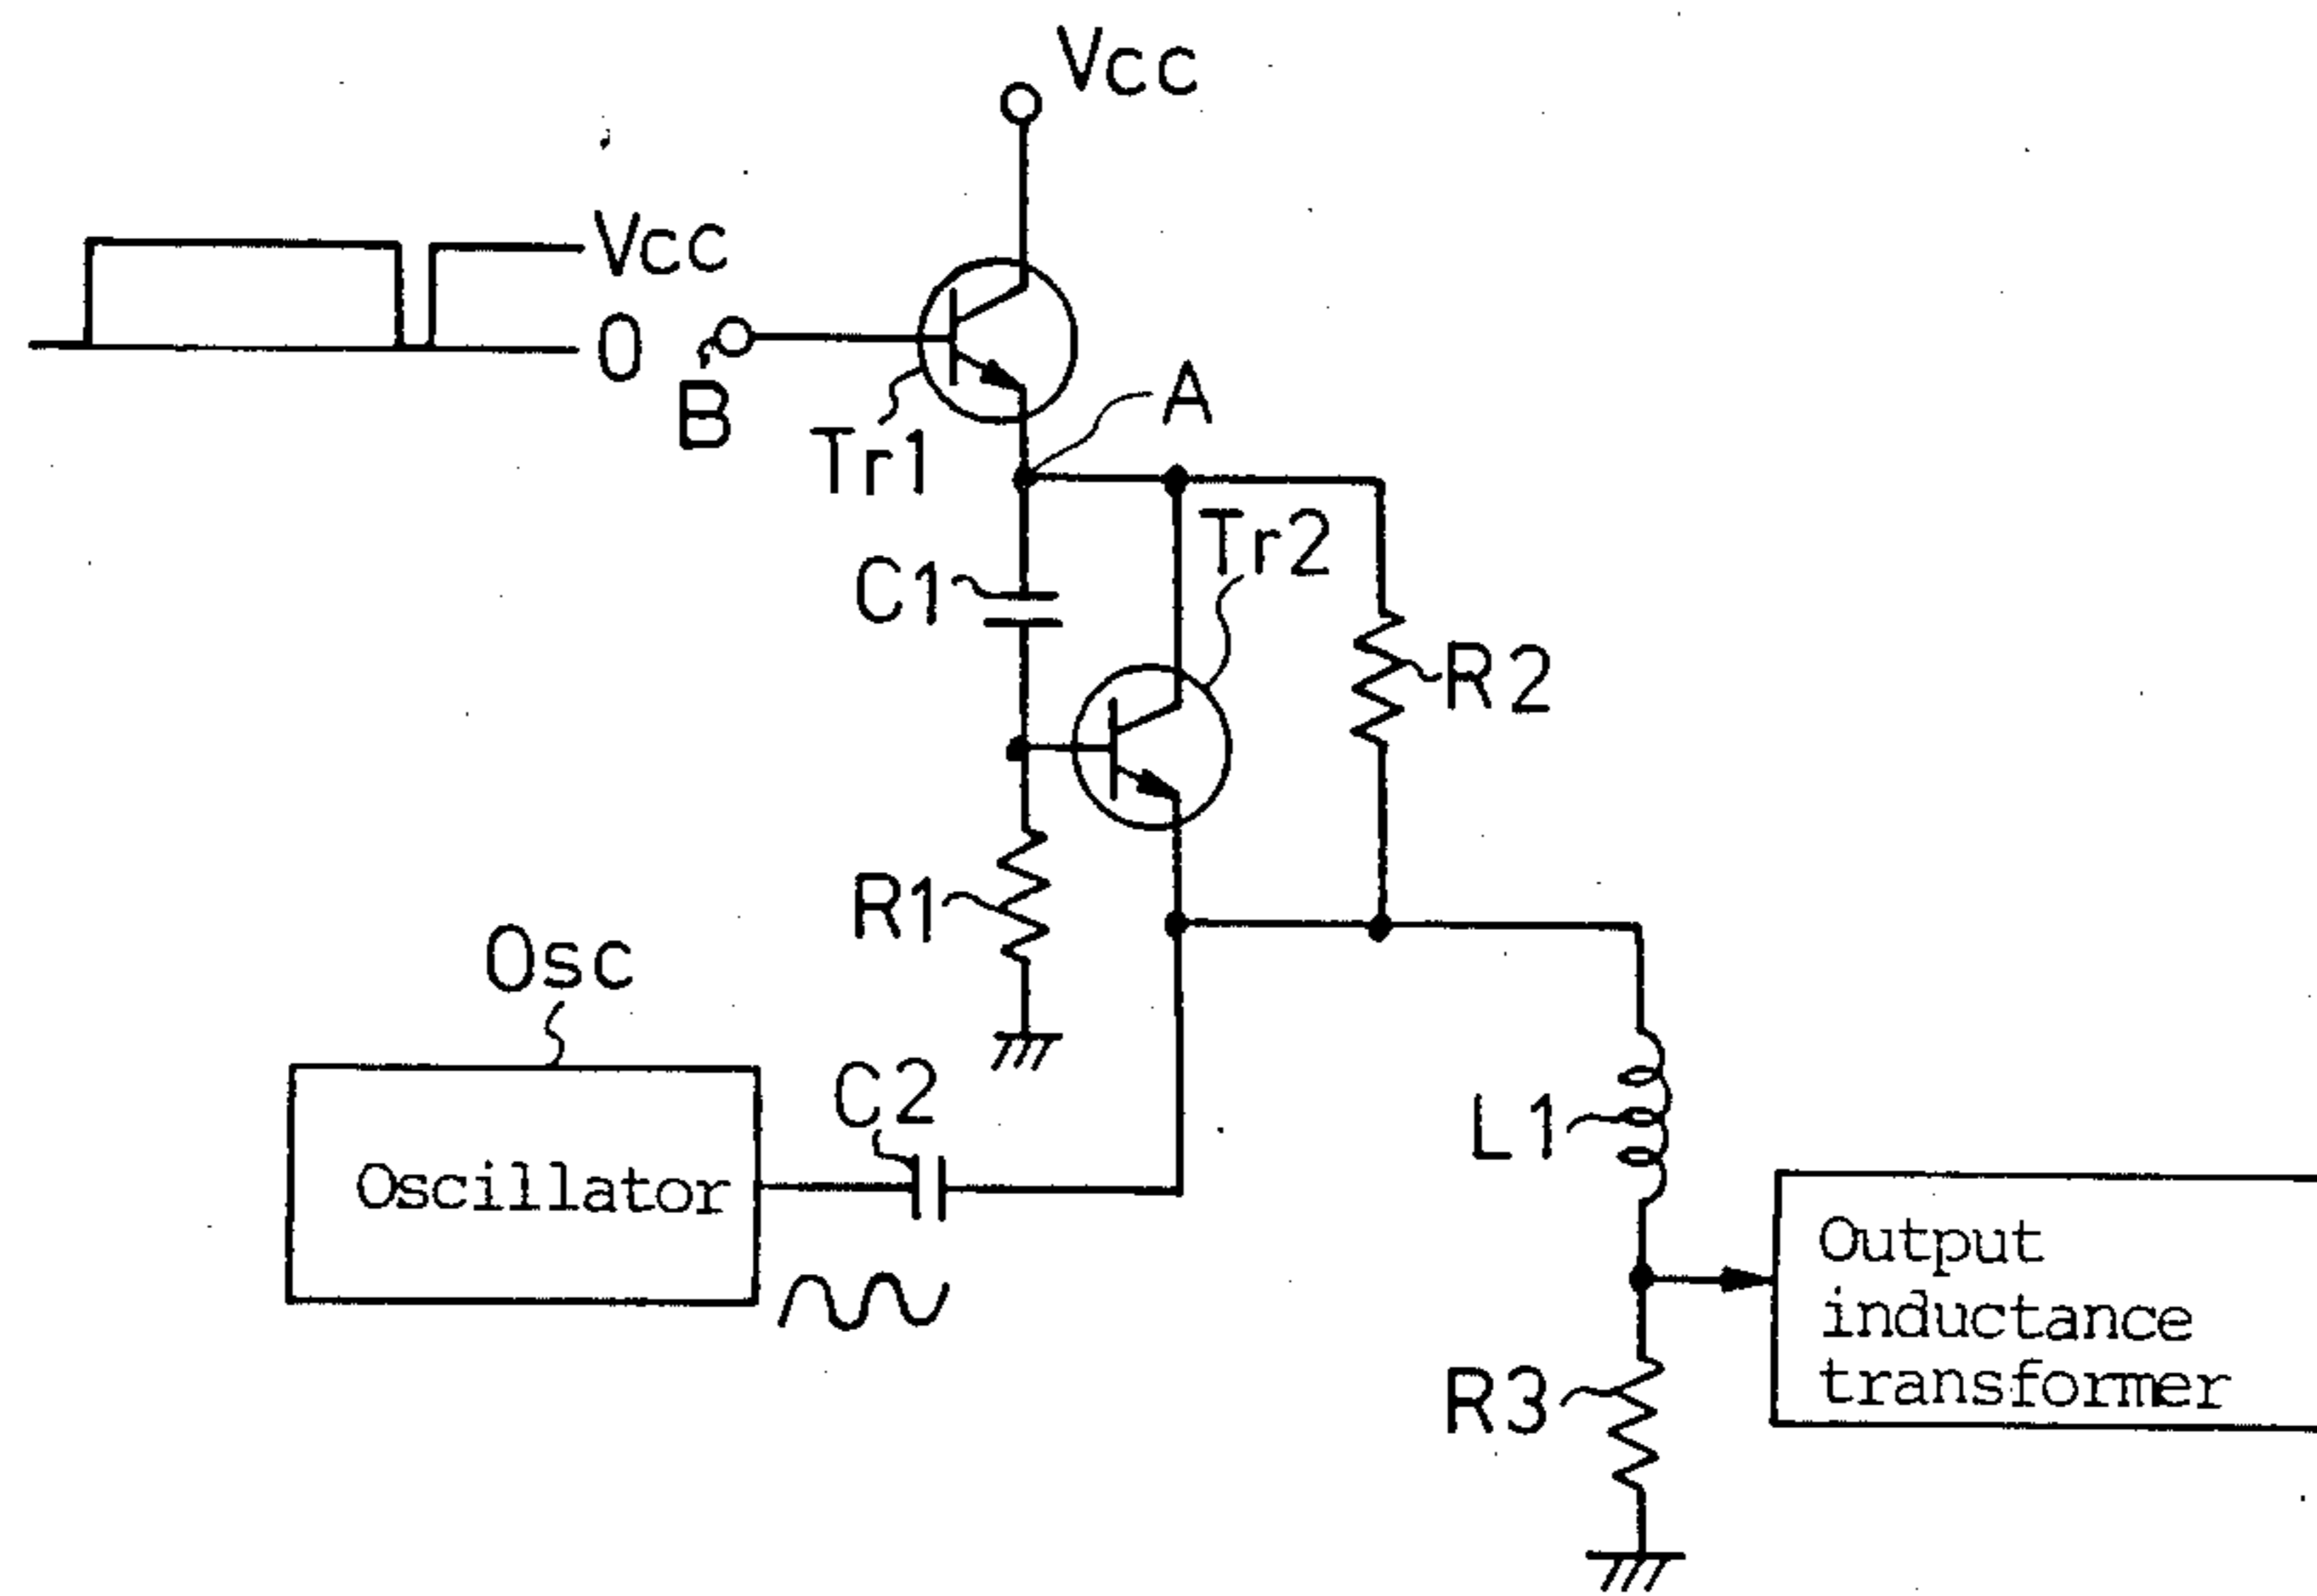 Vcc
Vcc
0
B
Tr1
A
Tr2
C1
R2
R1
Osc
C2
Oscillator
L1
Output
inductance
transformer
R3